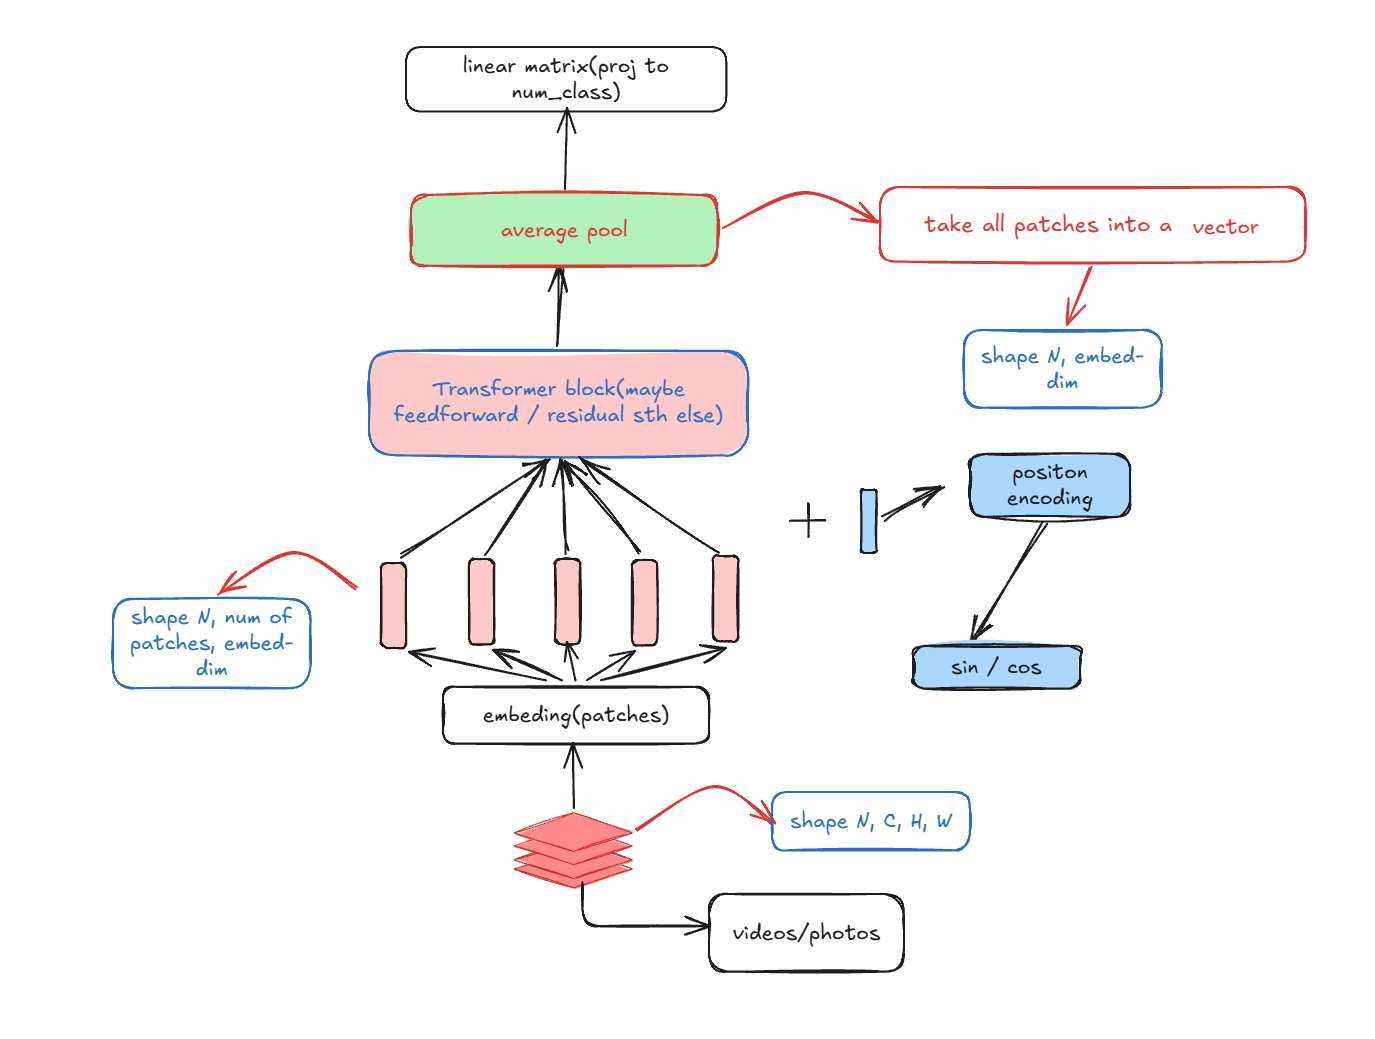 linear matrix(proj to
num_class)
average pool
take all patches into a vector
shape N, embed-
dim
Transformer block(maybe
feedforward / residual sth else)
positon
encoding
sin / cos
shape N, num of
patches, embed-
dim
embeding(patches)
shape N, C, H, W
videos/photos